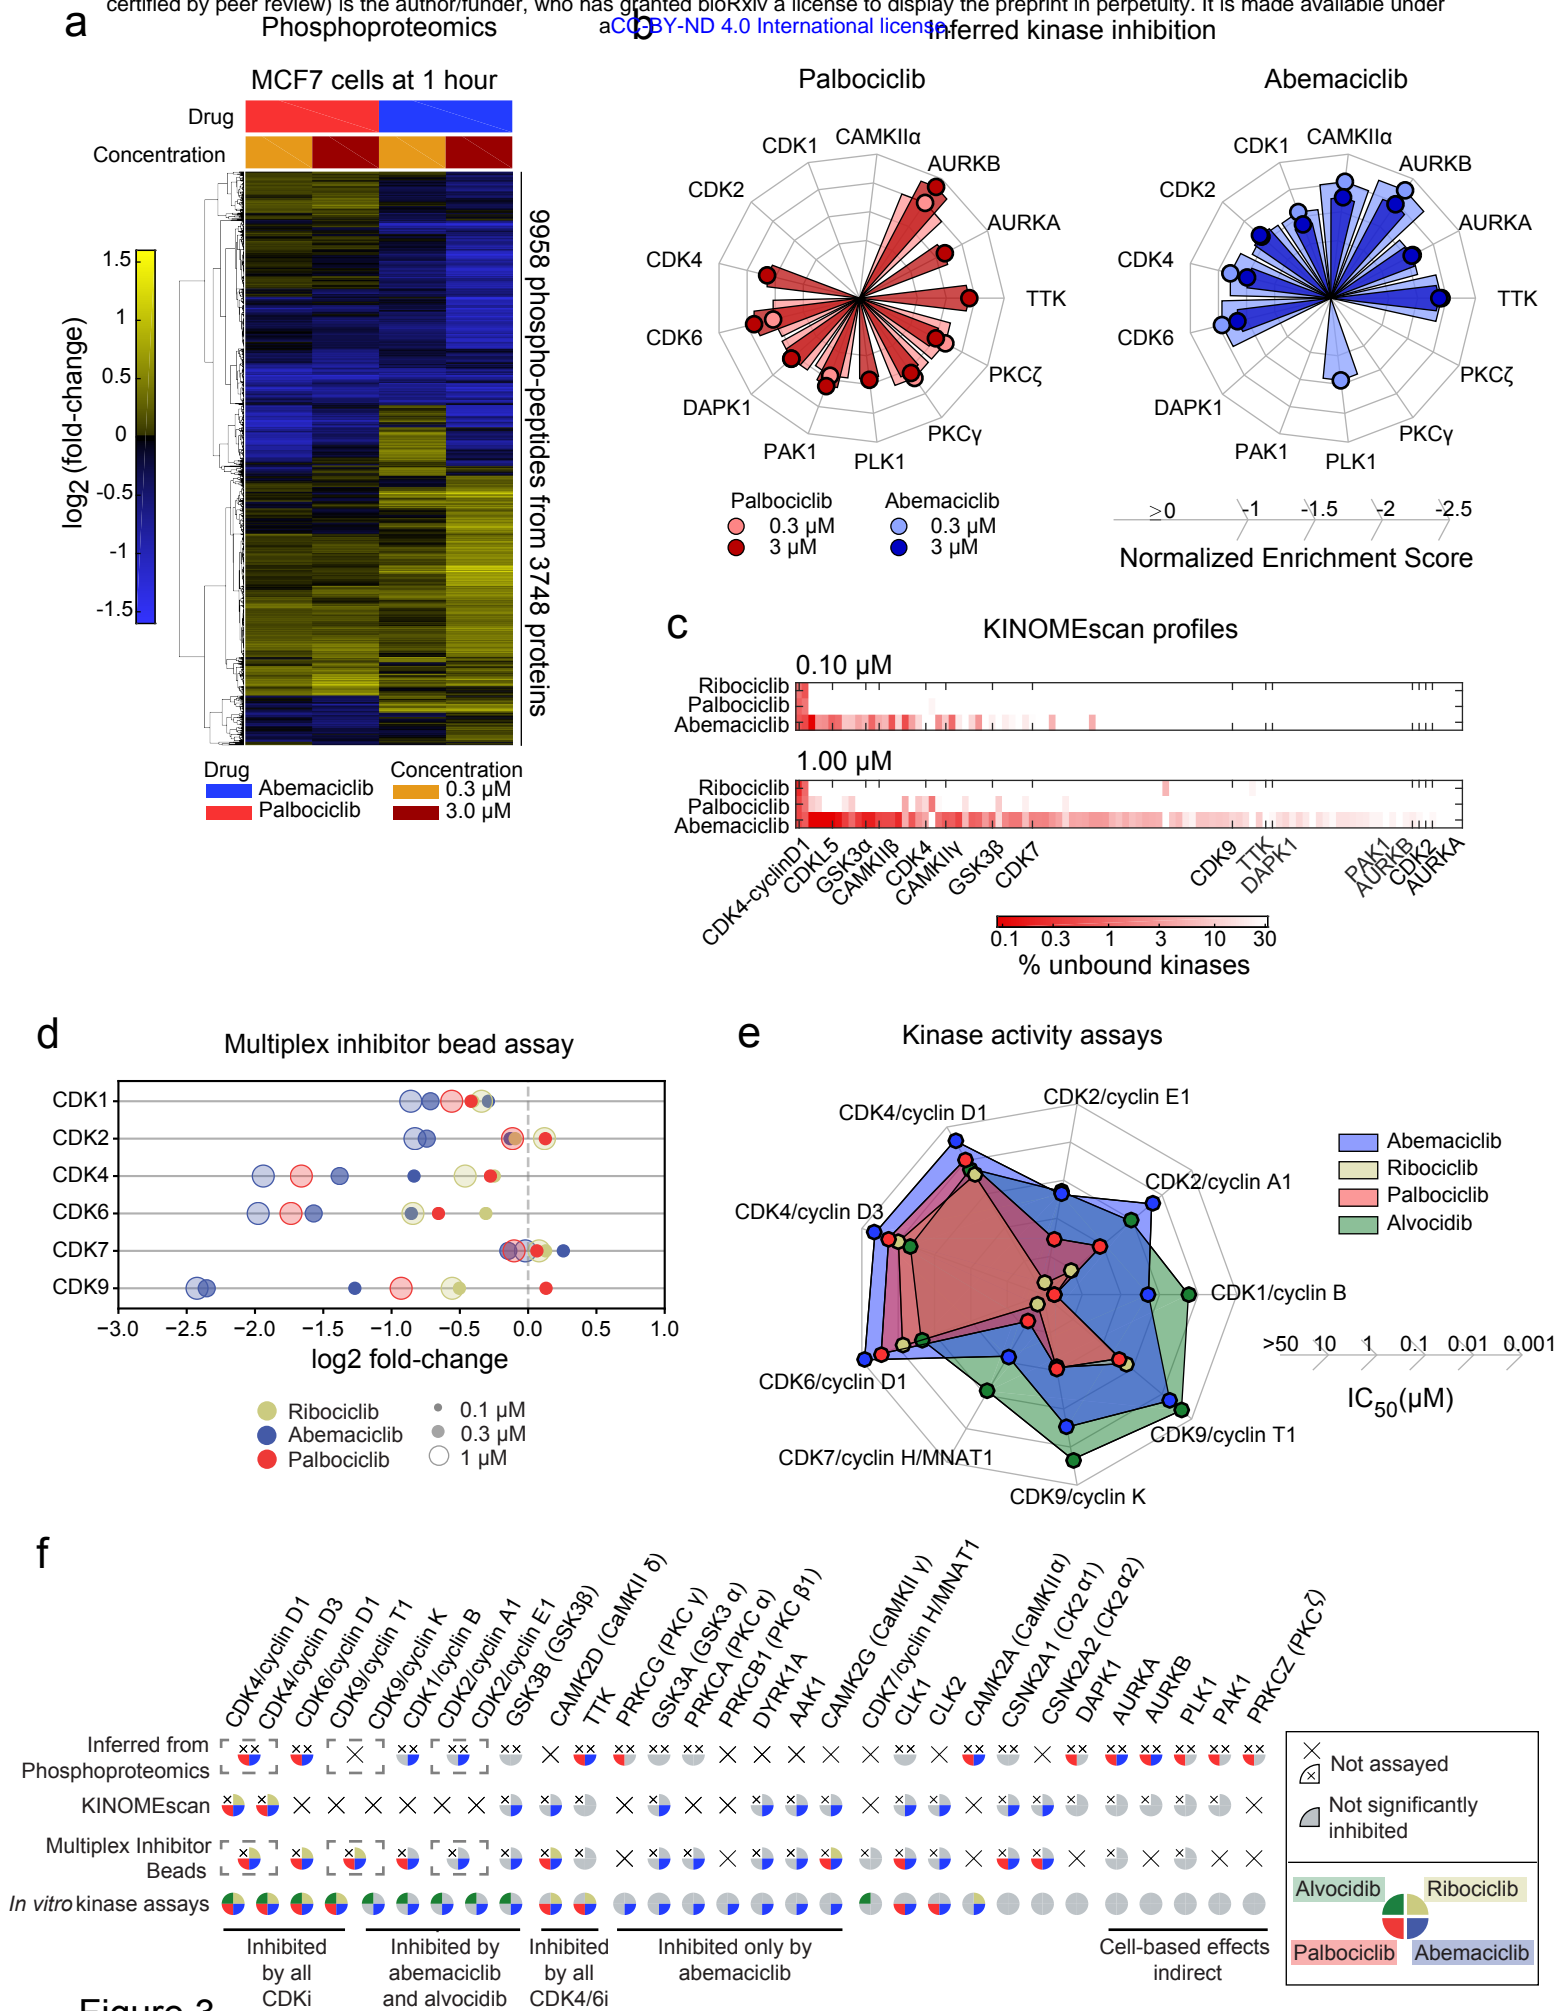 certified by peer review) is the author/funder, who has granted bioRxiv a license to display the preprint in perpetuity. It is made available under
aCC-BY-ND 4.0 International license.
a
Phosphoproteomics
MCF7 cells at 1 hour
Drug
Concentration
log2 (fold-change)
1.5
1
0.5
0
-0.5
-1
-1.5
9958 phospho-peptides from 3748 proteins
Drug
Abemaciclib
Palbociclib
Concentration
0.3 µM
3.0 µM
b
Inferred kinase inhibition
Palbociclib
CAMKIIα
AURKB
AURKA
TTK
PKCζ
PKCγ
PLK1
PAK1
DAPK1
CDK6
CDK4
CDK2
CDK1
Abemaciclib
CAMKIIα
AURKB
AURKA
TTK
PKCζ
PKCγ
PLK1
PAK1
DAPK1
CDK6
CDK4
CDK2
CDK1
Palbociclib
0.3 µM
3 µM
Abemaciclib
0.3 µM
3 µM
≥0 -1 -1.5 -2 -2.5
Normalized Enrichment Score
c
KINOMEscan profiles
0.10 µM
Ribociclib
Palbociclib
Abemaciclib
1.00 µM
Ribociclib
Palbociclib
Abemaciclib
CDK4-cyclinD1
CDKL5
GSK3α
CAMKIIβ
CDK4
CAMKIIγ
GSK3β
CDK7
CDK9
TTK
DAPK1
PAK1
AURKB
CDK2
AURKA
0.1 0.3 1 3 10 30
% unbound kinases
d
Multiplex inhibitor bead assay
CDK1
CDK2
CDK4
CDK6
CDK7
CDK9
−3.0 −2.5 −2.0 −1.5 −1.0 −0.5 0.0 0.5 1.0
log2 fold-change
Ribociclib
Abemaciclib
Palbociclib
0.1 µM
0.3 µM
1 µM
e
Kinase activity assays
CDK2/cyclin E1
CDK2/cyclin A1
CDK1/cyclin B
CDK9/cyclin T1
CDK9/cyclin K
CDK7/cyclin H/MNAT1
CDK6/cyclin D1
CDK4/cyclin D3
CDK4/cyclin D1
Abemaciclib
Ribociclib
Palbociclib
Alvocidib
>50 10 1 0.1 0.01 0.001
IC50(µM)
f
CDK4/cyclin D1
CDK4/cyclin D3
CDK6/cyclin D1
CDK9/cyclin T1
CDK9/cyclin K
CDK1/cyclin B
CDK2/cyclin A1
CDK2/cyclin E1
GSK3B (GSK3β)
CAMK2D (CaMKII δ)
TTK
PRKCG (PKC γ)
GSK3A (GSK3 α)
PRKCA (PKC α)
PRKCB1 (PKC β1)
DYRK1A
AAK1
CAMK2G (CaMKII γ)
CDK7/cyclin H/MNAT1
CLK1
CLK2
CAMK2A (CaMKII α)
CSNK2A1 (CK2 α1)
CSNKA2 (CK2 α2)
DAPK1
AURKA
AURKB
PLK1
PAK1
PRKCZ (PKC ζ)
Inferred from
Phosphoproteomics
KINOMEscan
Multiplex Inhibitor
Beads
In vitro kinase assays
Inhibited
by all
CDKi
Inhibited by
abemaciclib
and alvocidib
Inhibited
by all
CDK4/6i
Inhibited only by
abemaciclib
Cell-based effects
indirect
Not assayed
Not significantly
inhibited
Alvocidib
Ribociclib
Palbociclib
Abemaciclib
Figure 3